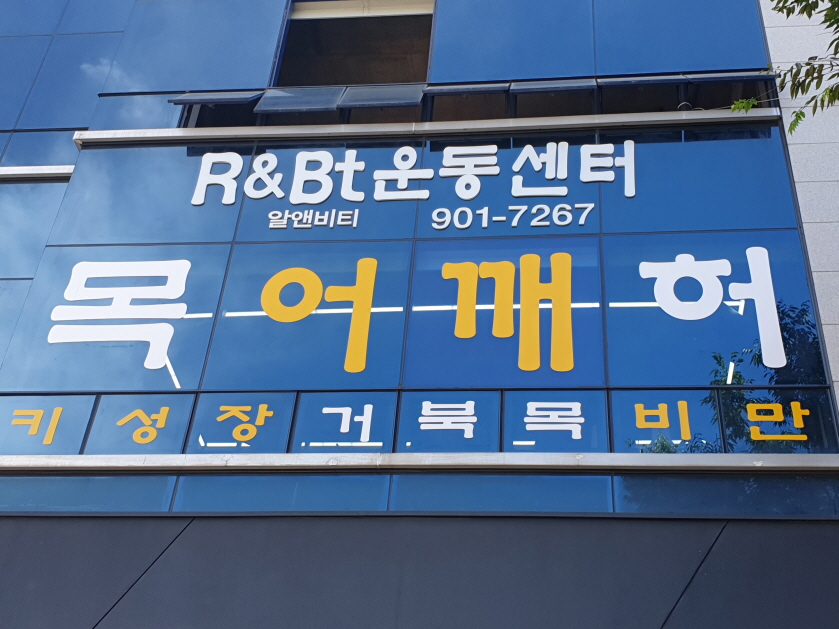 R&Bt운동센터
알앤비티 901-7267
목 어 깨 허
키 성 장 거 북 목 비 만